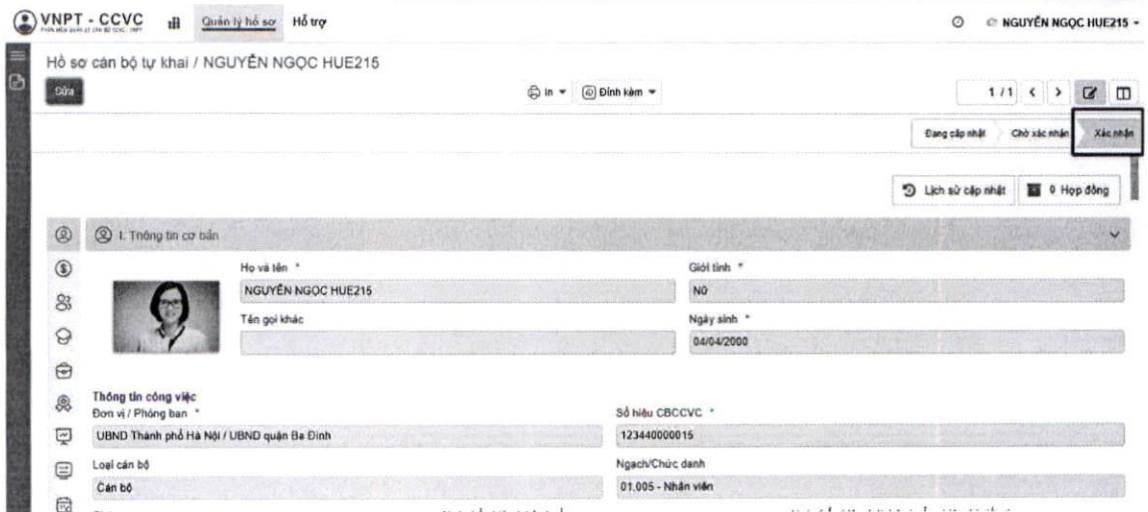 VNPT - CCVC
Quản lý hồ sơ
Hỗ trợ
NGUYỄN NGỌC HUE215
Hồ sơ cán bộ tự khai / NGUYỄN NGỌC HUE215
Sửa
In
Đính kèm
1 / 1
Đang cập nhật
Chờ xác nhận
Xác nhận
Lịch sử cập nhật
0 Hợp đồng
I. Thông tin cơ bản
Họ và tên *
Giới tính *
NGUYỄN NGỌC HUE215
Nữ
Tên gọi khác
Ngày sinh *
04/04/2000
Thông tin công việc
Đơn vị / Phòng ban *
Số hiệu CBCCVC *
UBND Thành phố Hà Nội / UBND quận Ba Đình
123440000015
Loại cán bộ
Ngạch/Chức danh
Cán bộ
01.005 - Nhân viên